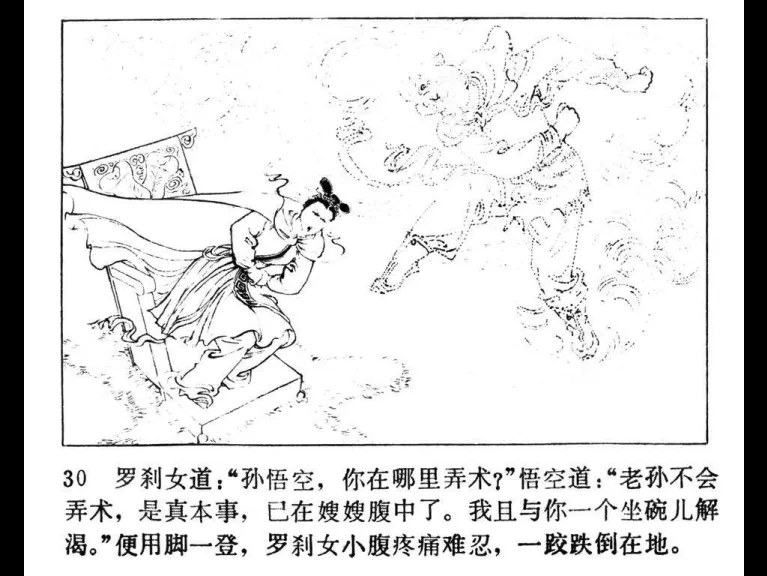 30 罗刹女道：“孙悟空，你在哪里弄术？”悟空道：“老孙不会
弄术，是真本事，已在嫂嫂腹中了。我且与你一个坐碗儿解
渴。”便用脚一登，罗刹女小腹疼痛难忍，一跤跌倒在地。